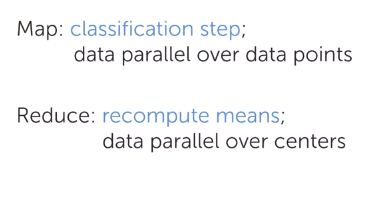 Map: classification step;
data parallel over data points
Reduce: recompute means;
data parallel over centers